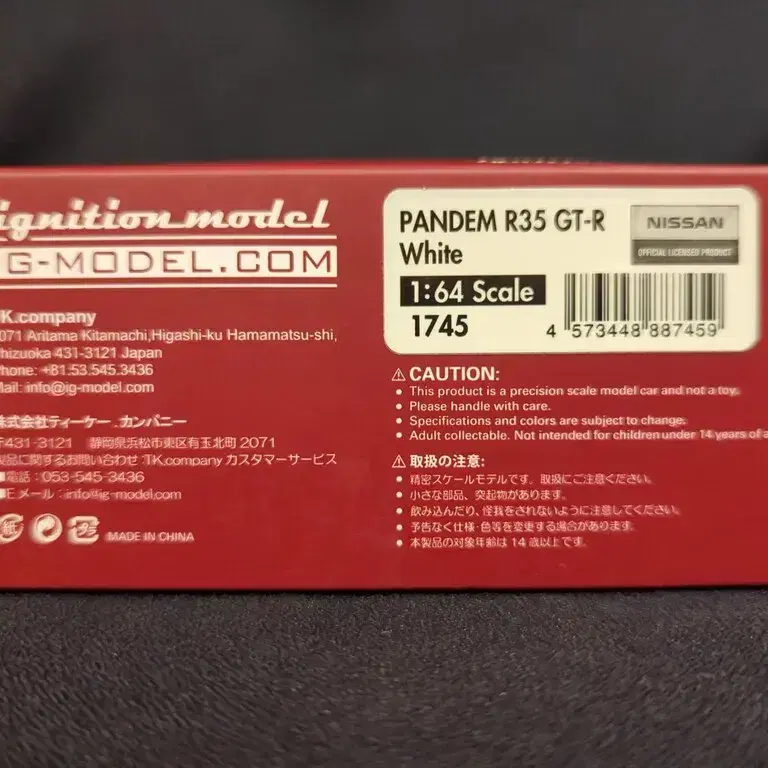 ignition model
G-MODEL.COM
K.company
071 Aritama Kitamachi,Higashi-ku Hamamatsu-shi,
hizuoka 431-3121 Japan
Phone: +81.53.545.3436
Mail: info@ig-model.com
株式会社ティーケー.カンパニー
〒431-3121 静岡県浜松市東区有玉北町 2071
製品に関するお問い合わせ:TK.company カスタマーサービス
■電話:053-545-3436
■Eメール:info@ig-model.com
紙 プラ MADE IN CHINA
PANDEM R35 GT-R
White
NISSAN
OFFICIAL LICENSED PRODUCT
1:64 Scale
1745
4 573448 887459
⚠CAUTION:
• This product is a precision scale model car and not a toy.
• Please handle with care.
• Specifications and colors are subject to change.
• Adult collectable. Not intended for children under 14 years of a
⚠取扱の注意:
• 精密スケールモデルです。取扱にご注意ください。
• 小さな部品、突起物があります。
• 飲み込んだり、怪我をされないように注意してください。
• 予告なく仕様・色等を変更する場合があります。
• 本製品の対象年齢は14歳以上です。